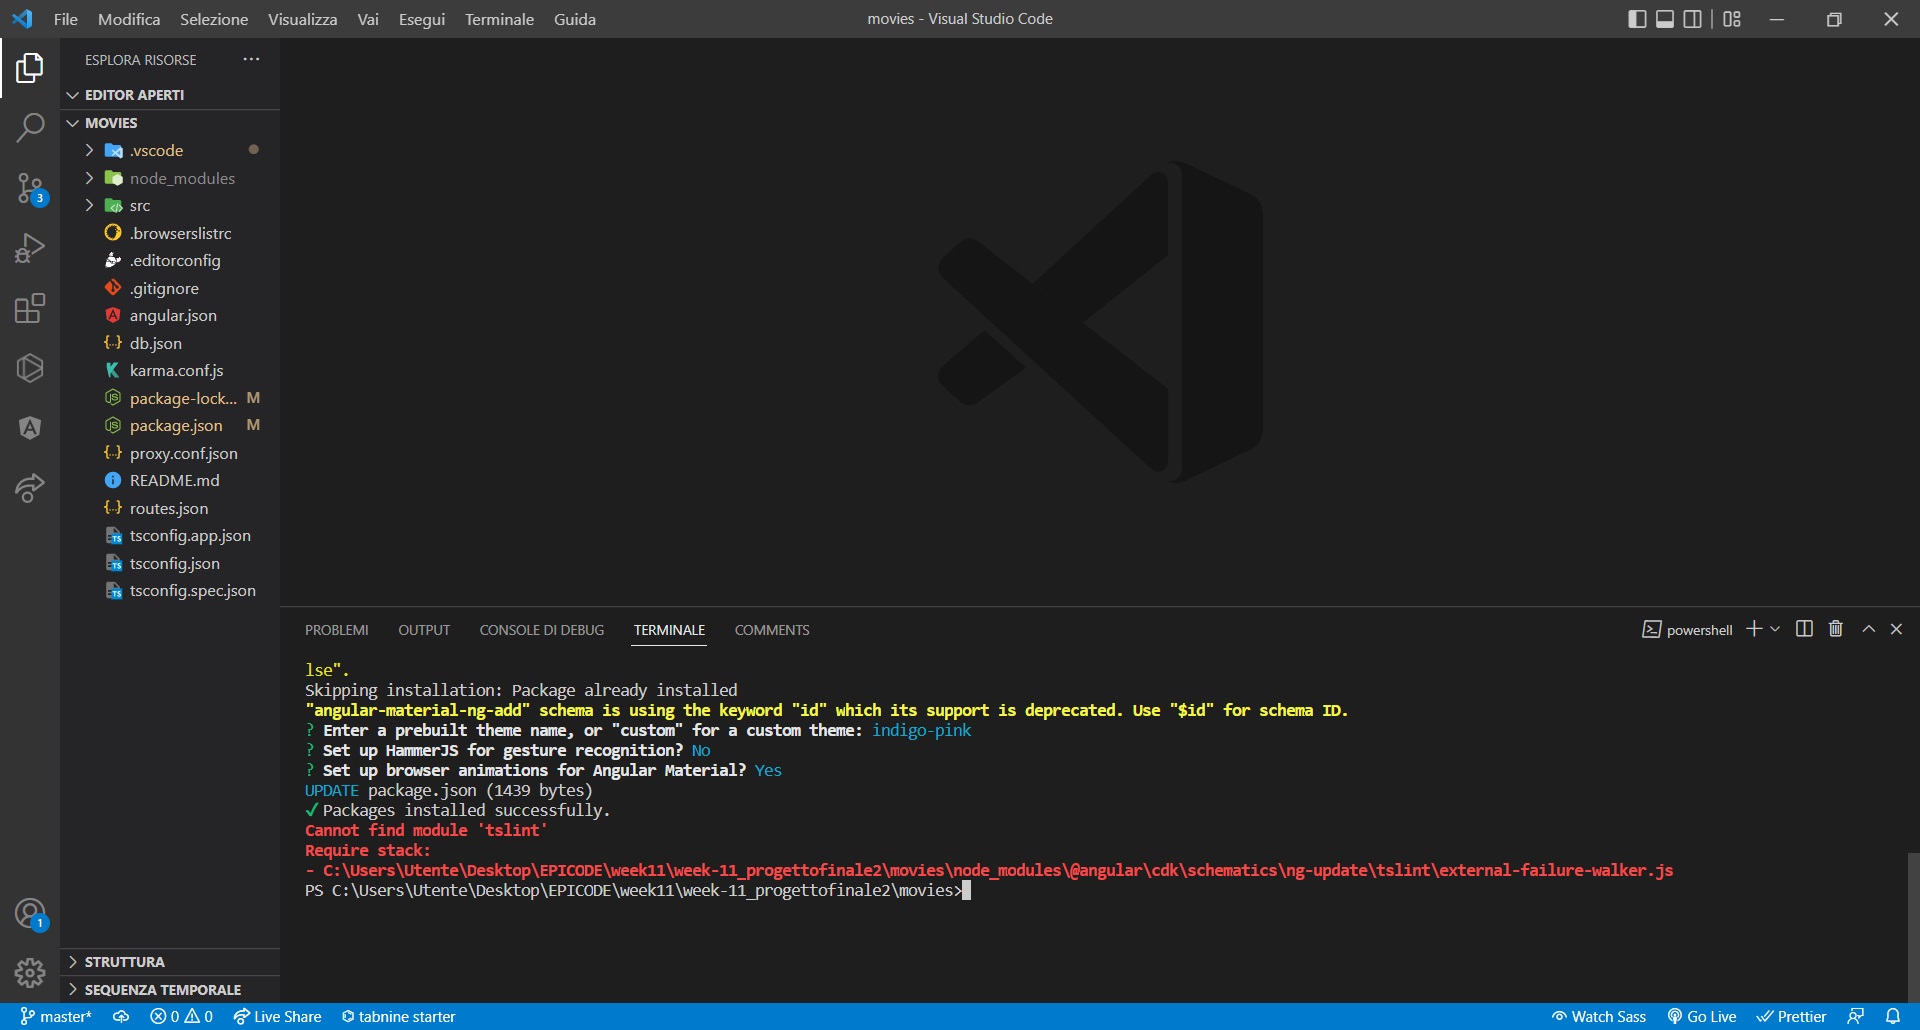 File Modifica Selezione Visualizza Vai Esegui Terminale Guida
movies - Visual Studio Code
ESPLORA RISORSE
EDITOR APERTI
MOVIES
.vscode
node_modules
src
.browserslistrc
.editorconfig
.gitignore
angular.json
db.json
karma.conf.js
package-lock... M
package.json M
proxy.conf.json
README.md
routes.json
tsconfig.app.json
tsconfig.json
tsconfig.spec.json
3
1
STRUTTURA
SEQUENZA TEMPORALE
PROBLEMI OUTPUT CONSOLE DI DEBUG TERMINALE COMMENTS
powershell
lse".
Skipping installation: Package already installed
"angular-material-ng-add" schema is using the keyword "id" which its support is deprecated. Use "$id" for schema ID.
? Enter a prebuilt theme name, or "custom" for a custom theme: indigo-pink
? Set up HammerJS for gesture recognition? No
? Set up browser animations for Angular Material? Yes
UPDATE package.json (1439 bytes)
✓ Packages installed successfully.
Cannot find module 'tslint'
Require stack:
- C:\Users\Utente\Desktop\EPICODE\week11\week-11_progettofinale2\movies\node_modules\@angular\cdk\schematics\ng-update\tslint\external-failure-walker.js
PS C:\Users\Utente\Desktop\EPICODE\week11\week-11_progettofinale2\movies>
master* 0 0 Live Share tabnine starter
Watch Sass Go Live Prettier